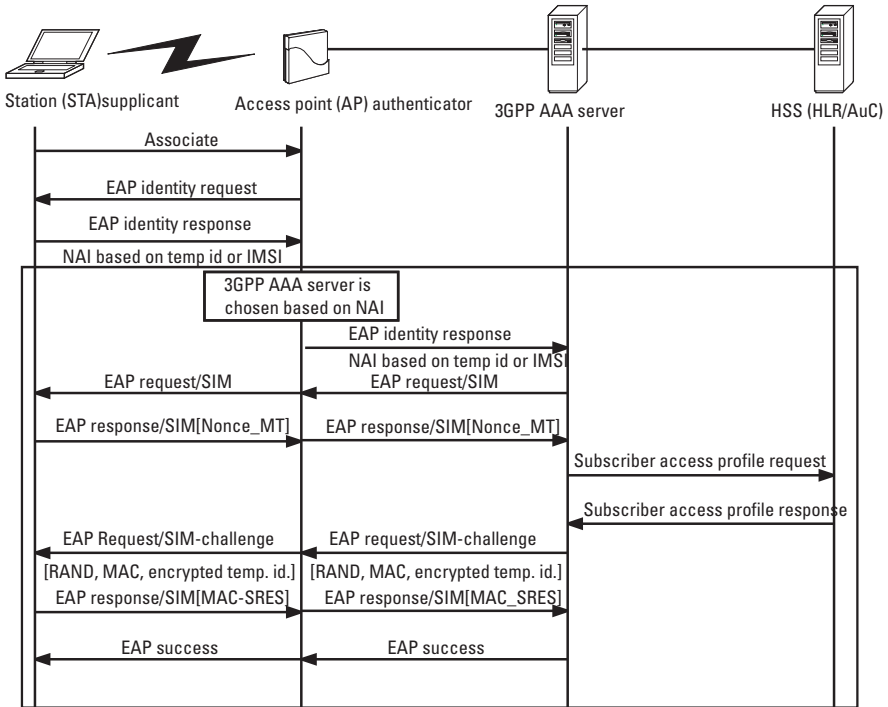 Station (STA)supplicant
Access point (AP) authenticator
3GPP AAA server
HSS (HLR/AuC)
Associate
EAP identity request
EAP identity response
NAI based on temp id or IMSI
3GPP AAA server is
chosen based on NAI
EAP identity response
NAI based on temp id or IMSI
EAP request/SIM
EAP request/SIM
EAP response/SIM[Nonce_MT]
EAP response/SIM[Nonce_MT]
Subscriber access profile request
Subscriber access profile response
EAP Request/SIM-challenge
EAP request/SIM-challenge
[RAND, MAC, encrypted temp. id.]
[RAND, MAC, encrypted temp. id.]
EAP response/SIM[MAC-SRES]
EAP response/SIM[MAC_SRES]
EAP success
EAP success